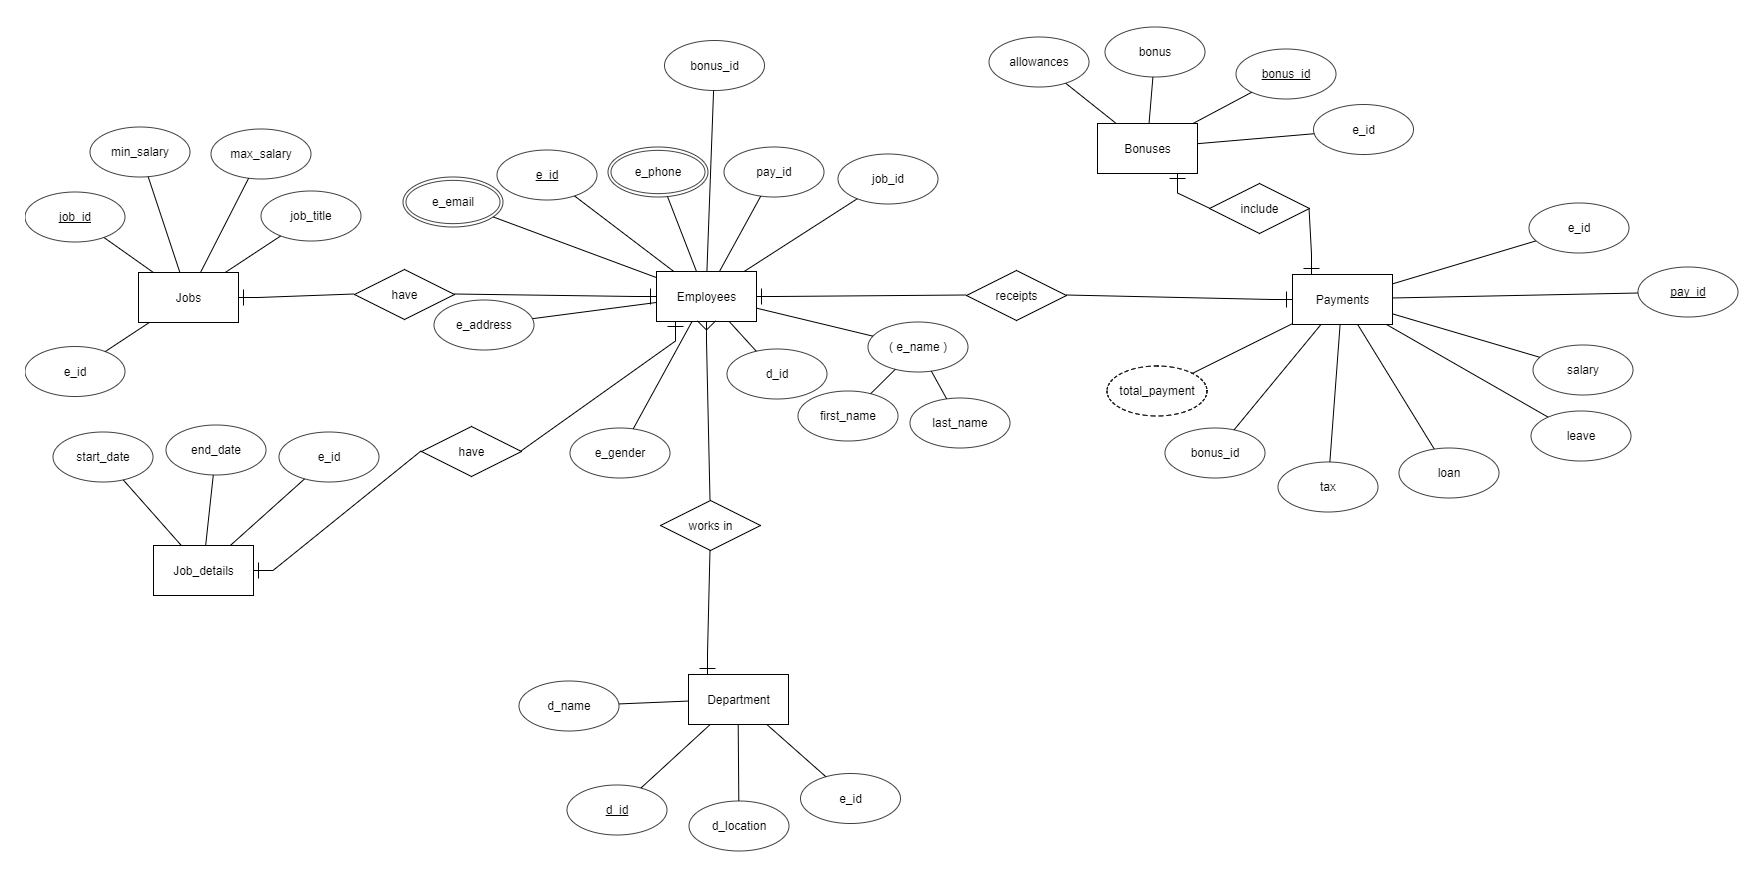 bonus
allowances
bonus_id
bonus_id
e_id
Bonuses
min_salary
max_salary
e_phone
pay_id
e_id
job_id
e_email
include
job_id
job_title
e_id
pay_id
Jobs
have
Employees
receipts
Payments
e_address
( e_name )
e_id
d_id
salary
total_payment
first_name
last_name
leave
start_date
end_date
e_id
have
e_gender
bonus_id
loan
tax
works in
Job_details
Department
d_name
e_id
d_id
d_location